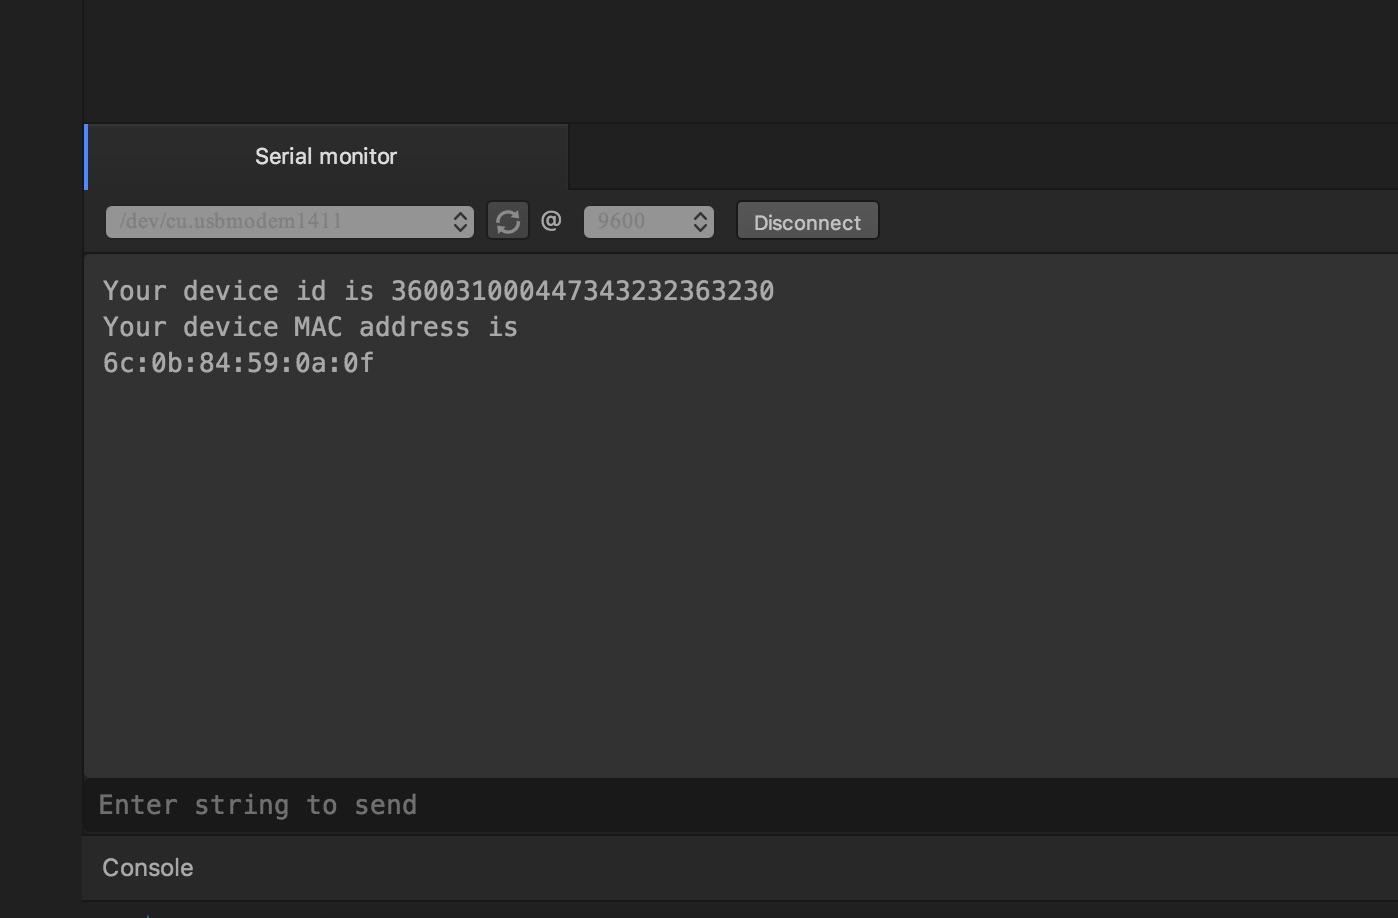 Serial monitor
/dev/cu.usbmodem1411 @ 9600 Disconnect
Your device id is 360031000447343232363230
Your device MAC address is
6c:0b:84:59:0a:0f
Enter string to send
Console